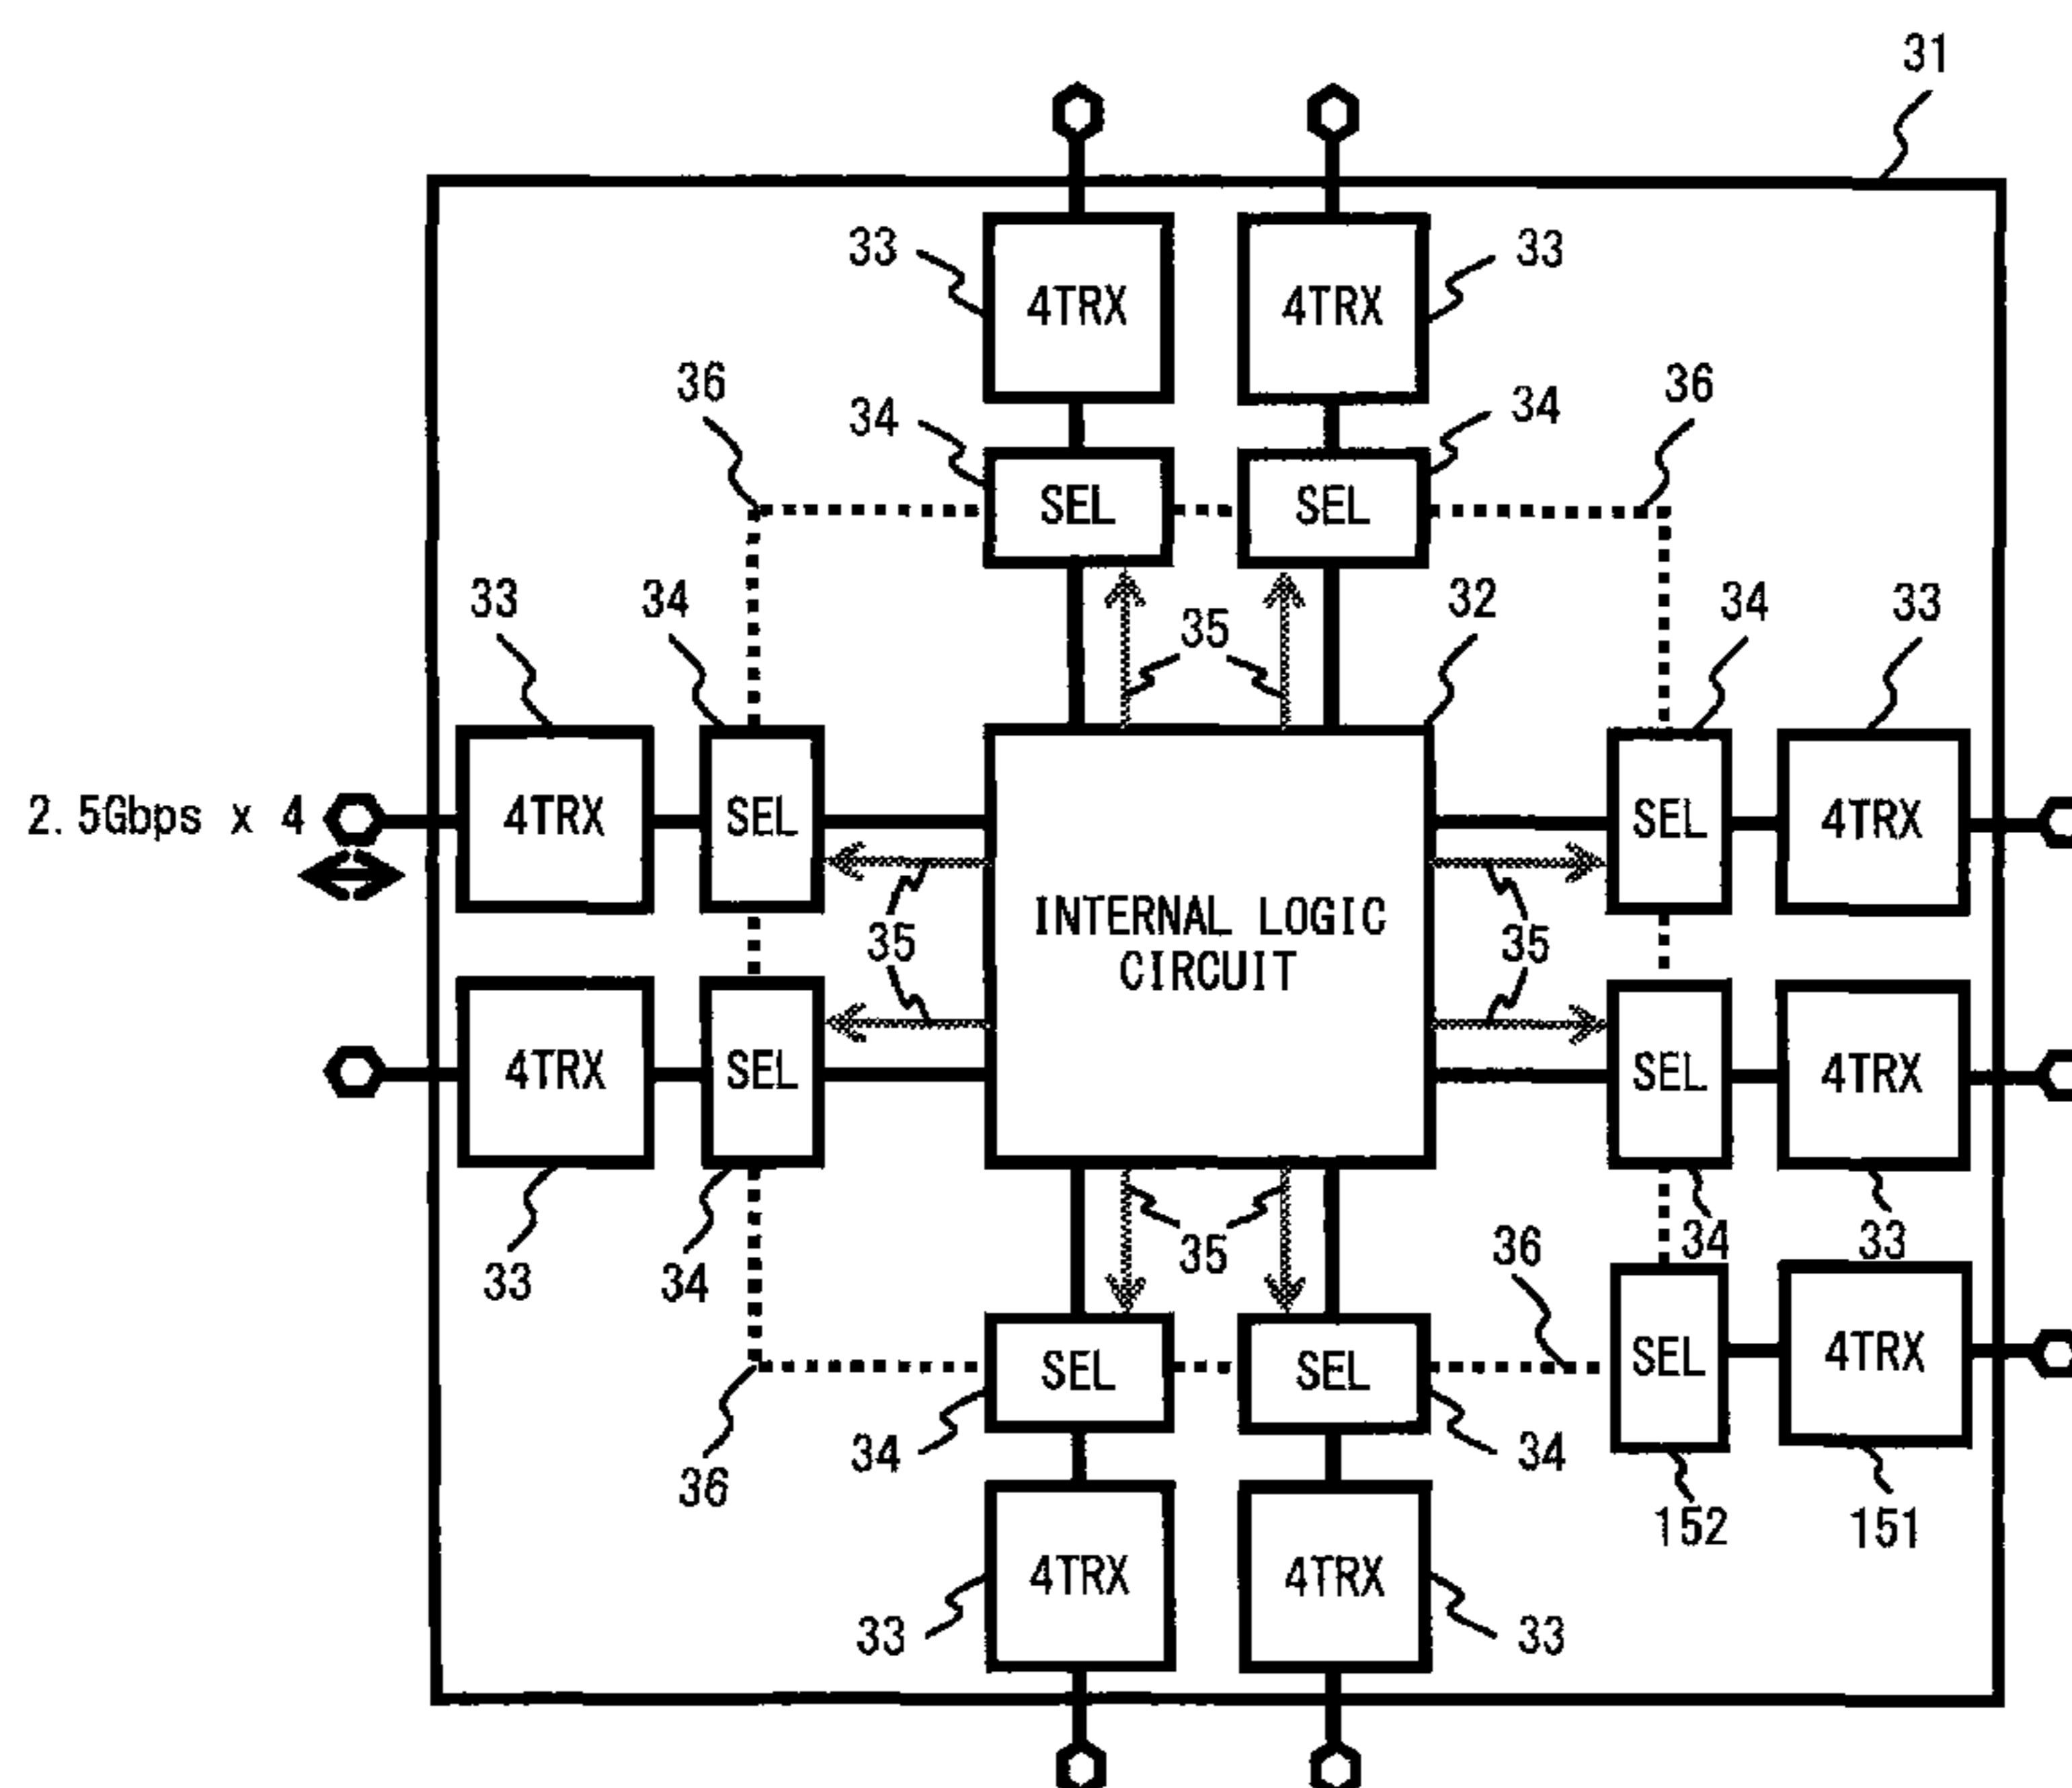 31
33
4TRX
4TRX
33
36
36
34
34
SEL
SEL
33
34
35
32
34
33
2.5Gbps x 4
4TRX
SEL
SEL
4TRX
35
INTERNAL LOGIC
CIRCUIT
35
4TRX
SEL
SEL
4TRX
33
34
35
36
34
33
SEL
SEL
SEL
4TRX
36
34
34
152
151
4TRX
4TRX
33
33